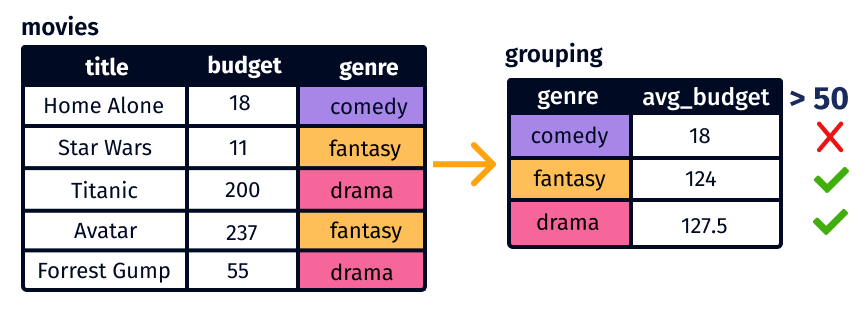 movies
title budget genre
Home Alone 18 comedy
Star Wars 11 fantasy
Titanic 200 drama
Avatar 237 fantasy
Forrest Gump 55 drama
grouping
genre avg_budget > 50
comedy 18
fantasy 124
drama 127.5